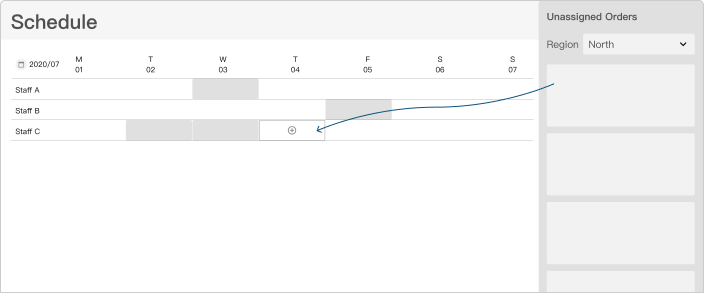 Schedule
2020/07
M T W T F S S
01 02 03 04 05 06 07
Staff A
Staff B
Staff C
Unassigned Orders
Region North